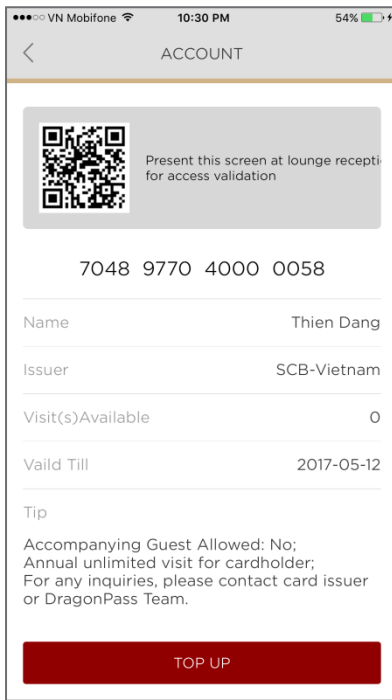 VN Mobifone 10:30 PM 54%
ACCOUNT
Present this screen at lounge recepti
for access validation
7048 9770 4000 0058
Name Thien Dang
Issuer SCB-Vietnam
Visit(s)Available 0
Vaild Till 2017-05-12
Tip
Accompanying Guest Allowed: No;
Annual unlimited visit for cardholder;
For any inquiries, please contact card issuer
or DragonPass Team.
TOP UP